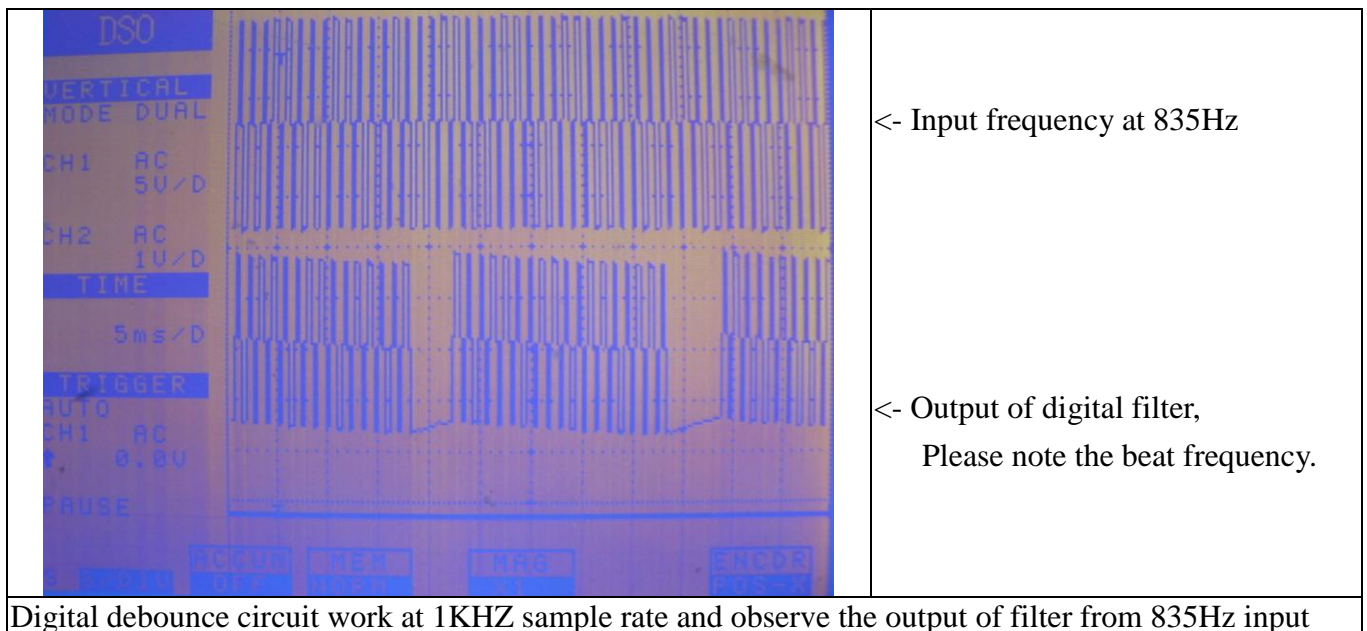 DSO
VERTICAL
MODE DUAL
CH1 AC
5V/D
CH2 AC
1V/D
TIME
5ms/D
TRIGGER
AUTO
CH1 AC
0.0V
PAUSE
ACCUM MEM MAG ENCDR
OFF NORM X1 POS-X
<- Input frequency at 835Hz
<- Output of digital filter,
Please note the beat frequency.
Digital debounce circuit work at 1KHZ sample rate and observe the output of filter from 835Hz input